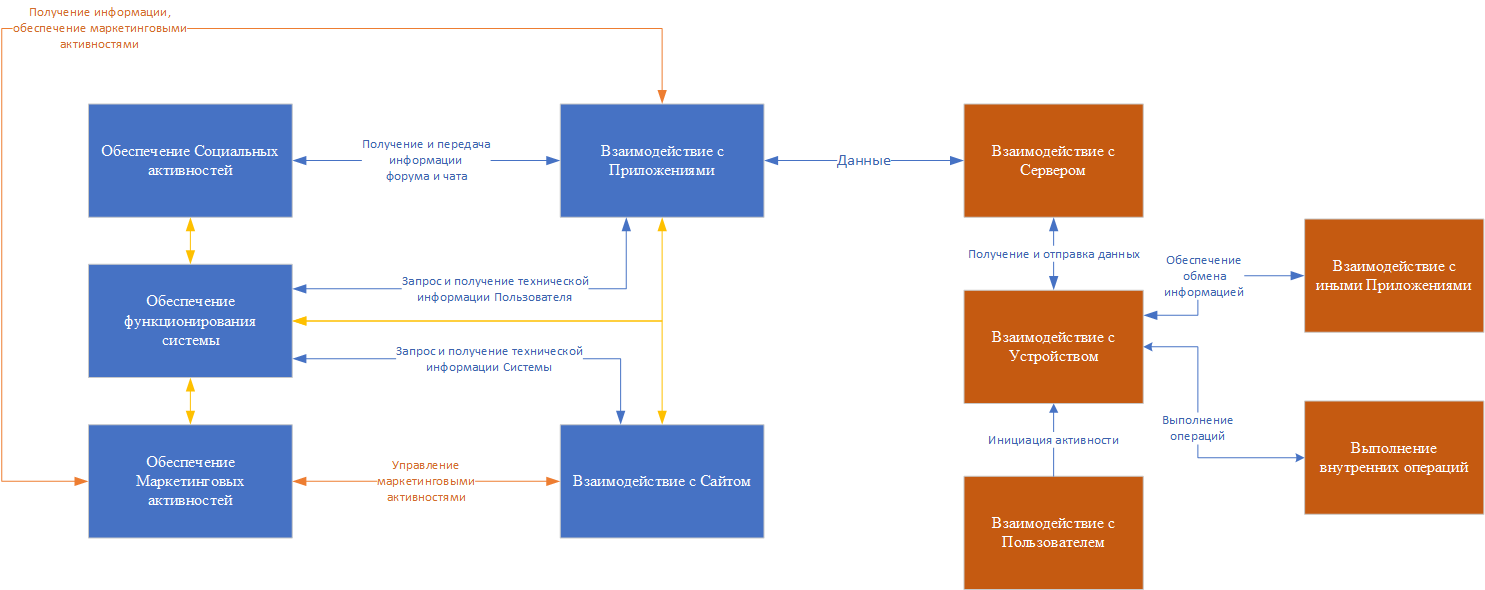 Получение информации,
обеспечение маркетинговыми
активностями
Обеспечение Социальных
активностей
Получение и передача
информации
форума и чата
Взаимодействие с
Приложениями
Данные
Взаимодействие с
Сервером
Получение и отправка данных
Обеспечение
обмена
информацией
Взаимодействие с
иными Приложениями
Обеспечение
функционирования
системы
Запрос и получение технической
информации Пользователя
Запрос и получение технической
информации Системы
Взаимодействие с
Устройством
Инициация активности
Выполнение
операций
Выполнение
внутренних операций
Обеспечение
Маркетинговых
активностей
Управление
маркетинговыми
активностями
Взаимодействие с Сайтом
Взаимодействие с
Пользователем